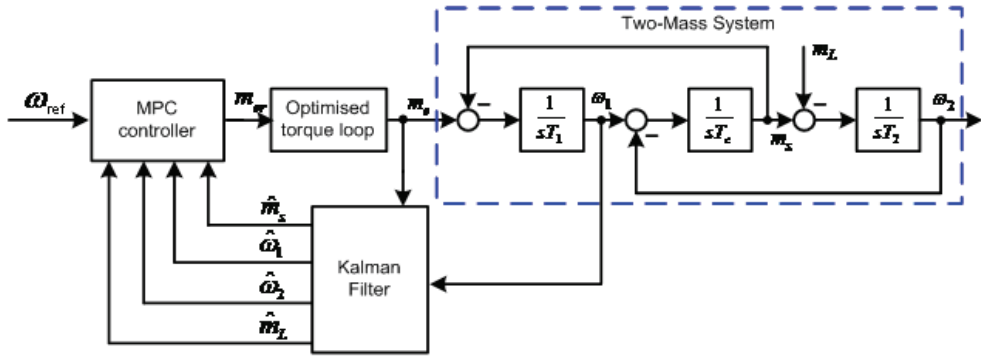 Two-Mass System
m_L
ω_ref
MPC controller
m_er
Optimised torque loop
m_e
−
1
sT_1
ω_1
−
1
sT_c
m_s
−
1
sT_2
ω_2
m̂_s
ω̂_1
ω̂_2
m̂_L
Kalman Filter